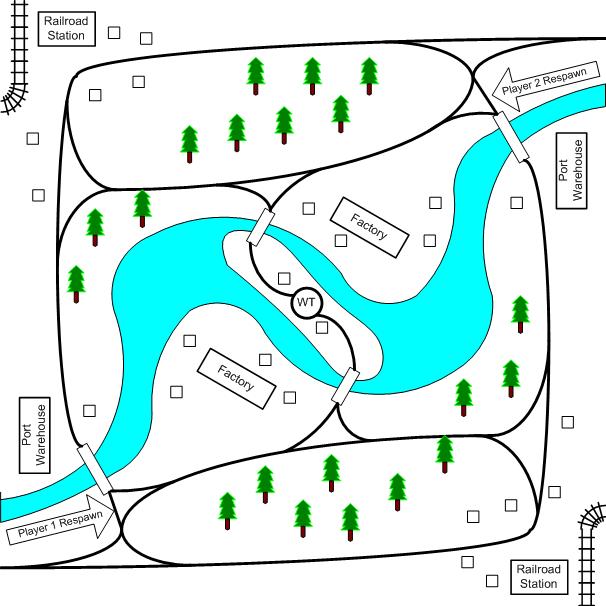 Railroad
Station
Player 2 Respawn
Port
Warehouse
Factory
WT
Factory
Port
Warehouse
Player 1 Respawn
Railroad
Station